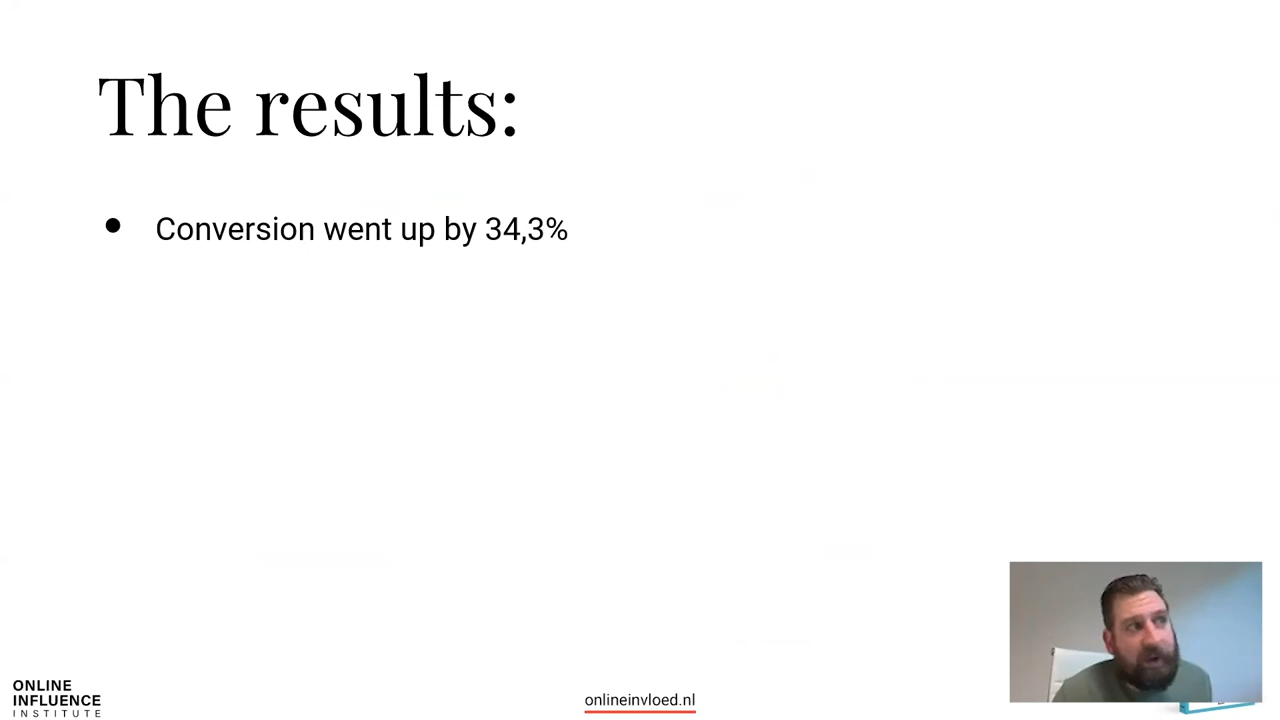 The results:
● Conversion went up by 34,3%
ONLINE
INFLUENCE
INSTITUTE
onlineinvloed.nl